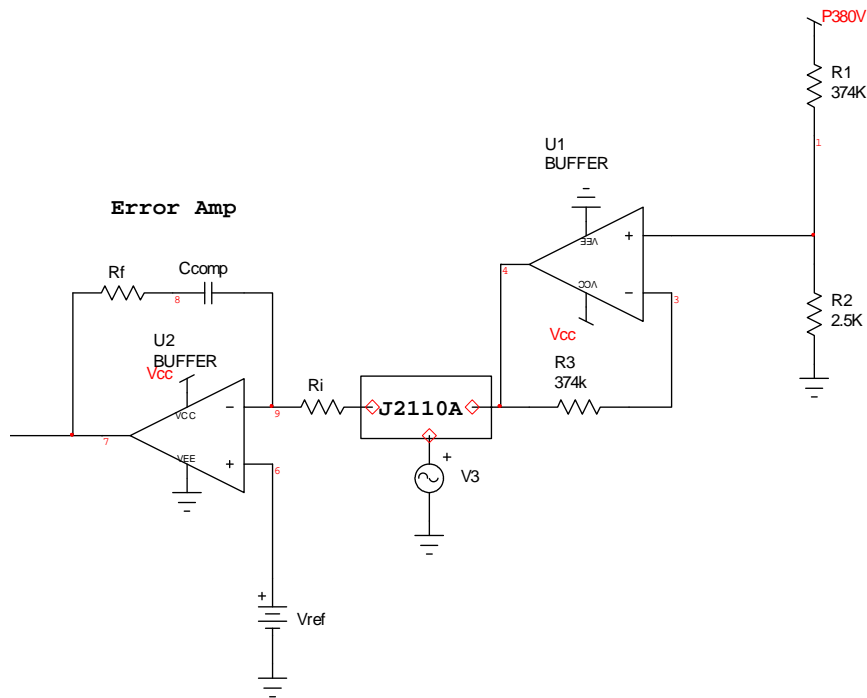 P380V
R1
374K
1
U1
BUFFER
VEE
+
4
VCC
−
3
Vcc
R2
2.5K
Error Amp
Rf
8
Ccomp
U2
BUFFER
Vcc
VCC
−
9
Ri
J2110A
R3
374k
7
VEE
+
6
+
V3
+
Vref